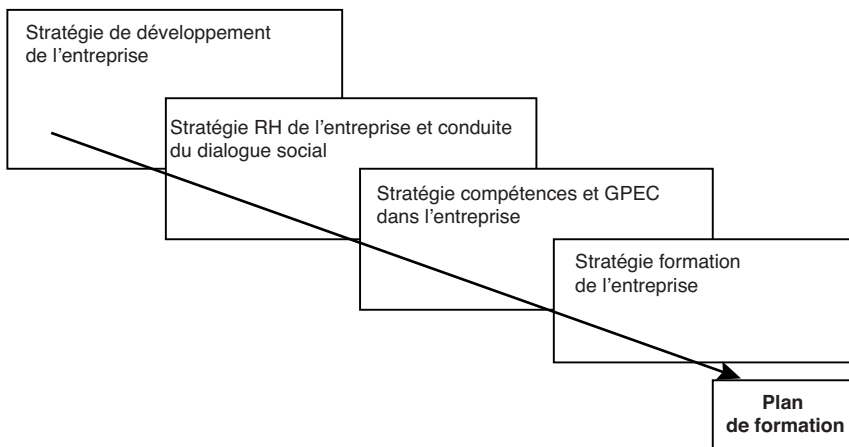 Stratégie de développement
de l’entreprise
Stratégie RH de l’entreprise et conduite
du dialogue social
Stratégie compétences et GPEC
dans l’entreprise
Stratégie formation
de l’entreprise
Plan
de formation